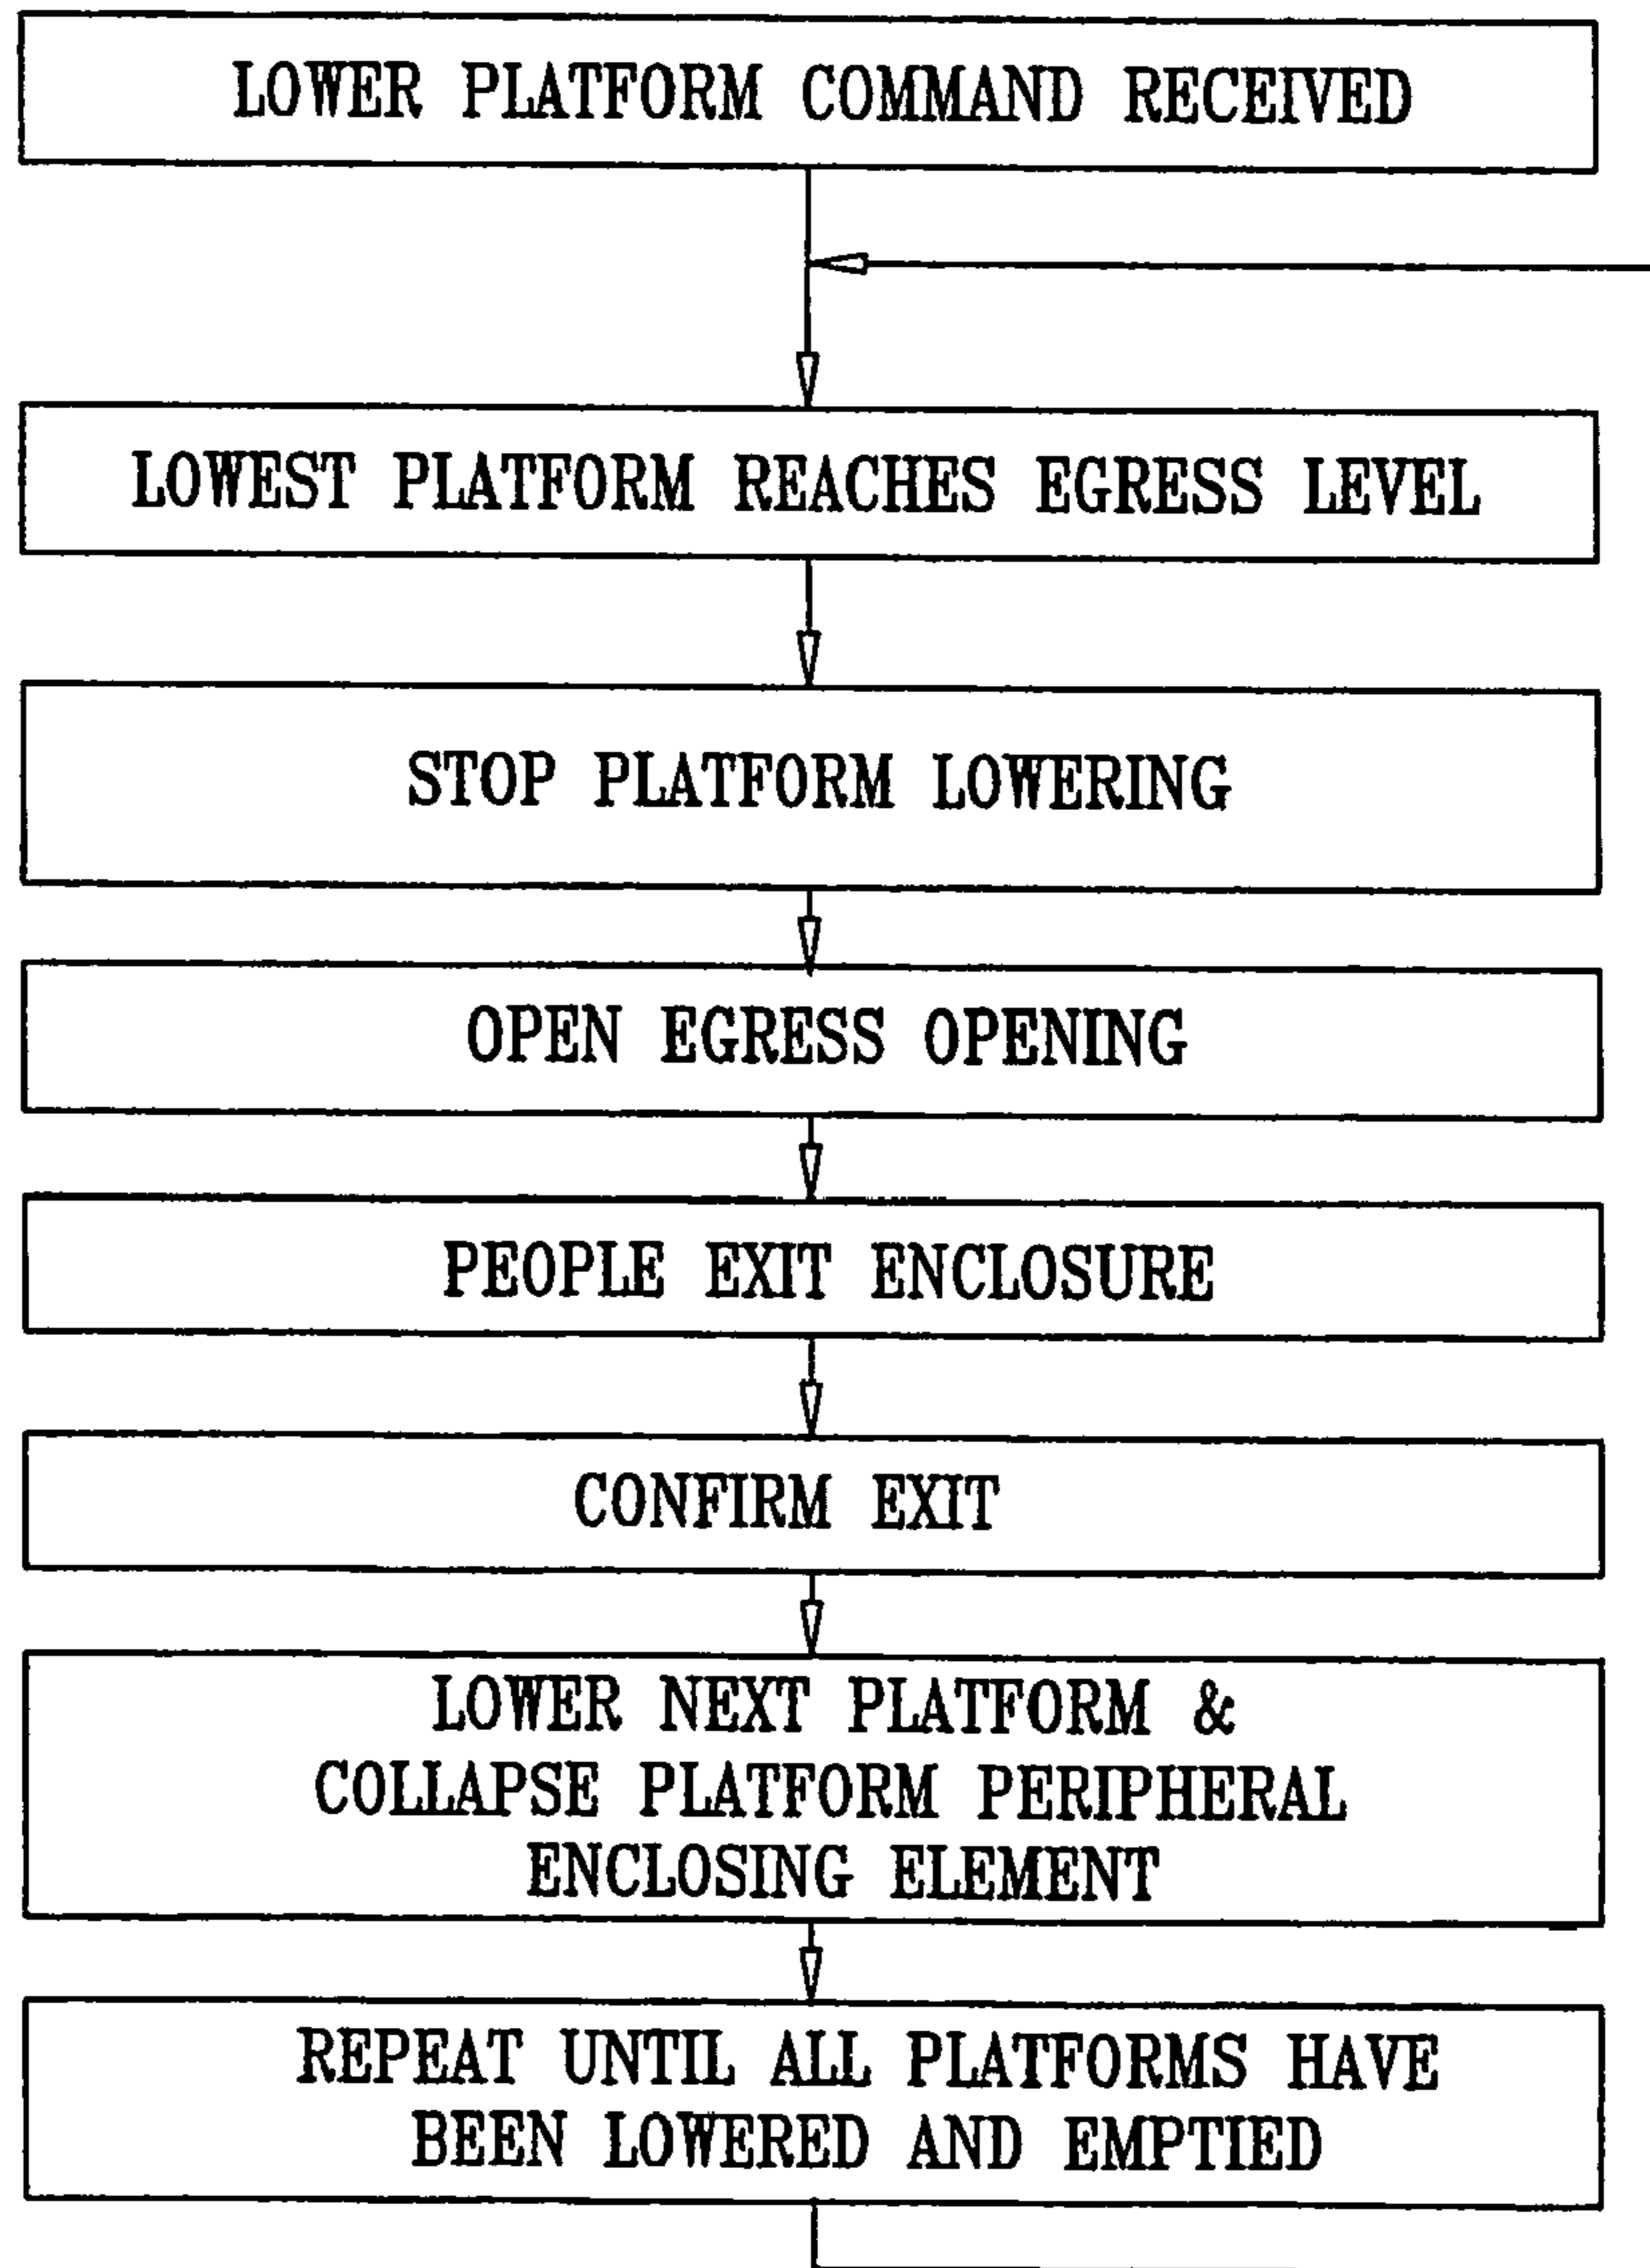 LOWER PLATFORM COMMAND RECEIVED
LOWEST PLATFORM REACHES EGRESS LEVEL
STOP PLATFORM LOWERING
OPEN EGRESS OPENING
PEOPLE EXIT ENCLOSURE
CONFIRM EXIT
LOWER NEXT PLATFORM &
COLLAPSE PLATFORM PERIPHERAL
ENCLOSING ELEMENT
REPEAT UNTIL ALL PLATFORMS HAVE
BEEN LOWERED AND EMPTIED